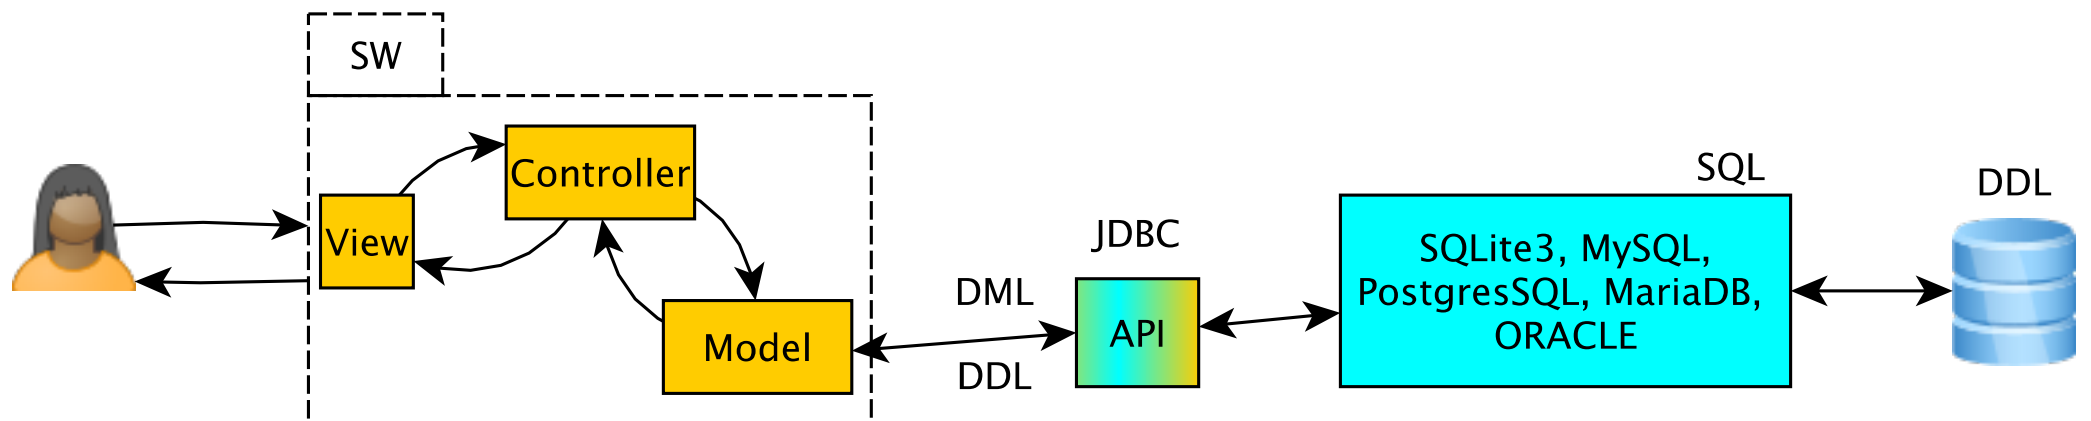 SW
Controller
View
Model
DML
DDL
JDBC
API
SQL
SQLite3, MySQL,
PostgresSQL, MariaDB,
ORACLE
DDL